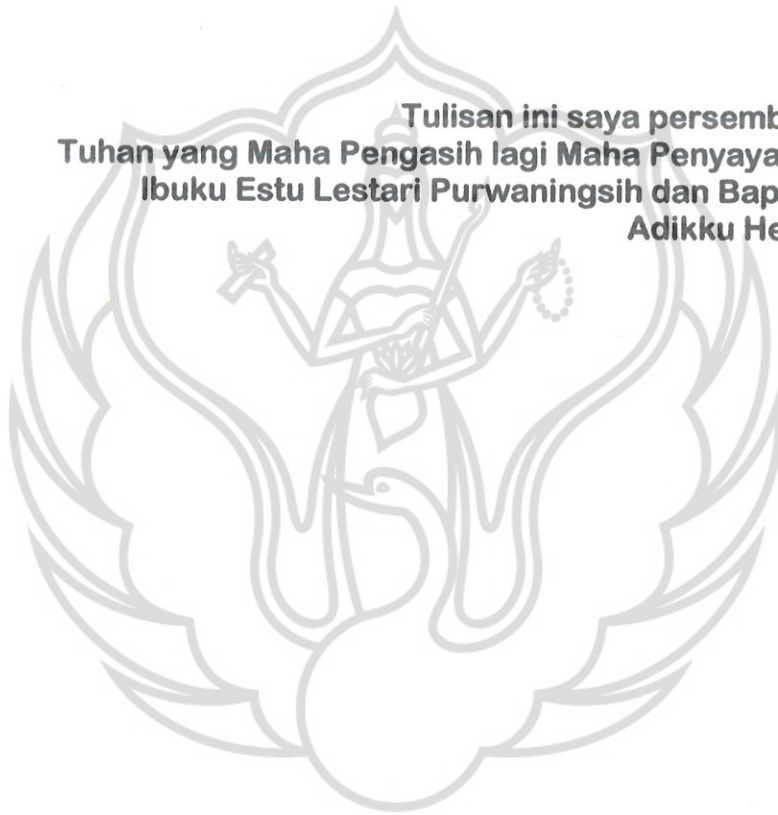 Tulisan ini saya persemb
Tuhan yang Maha Pengasih lagi Maha Penyaya
Ibuku Estu Lestari Purwaningsih dan Bap
Adikku He